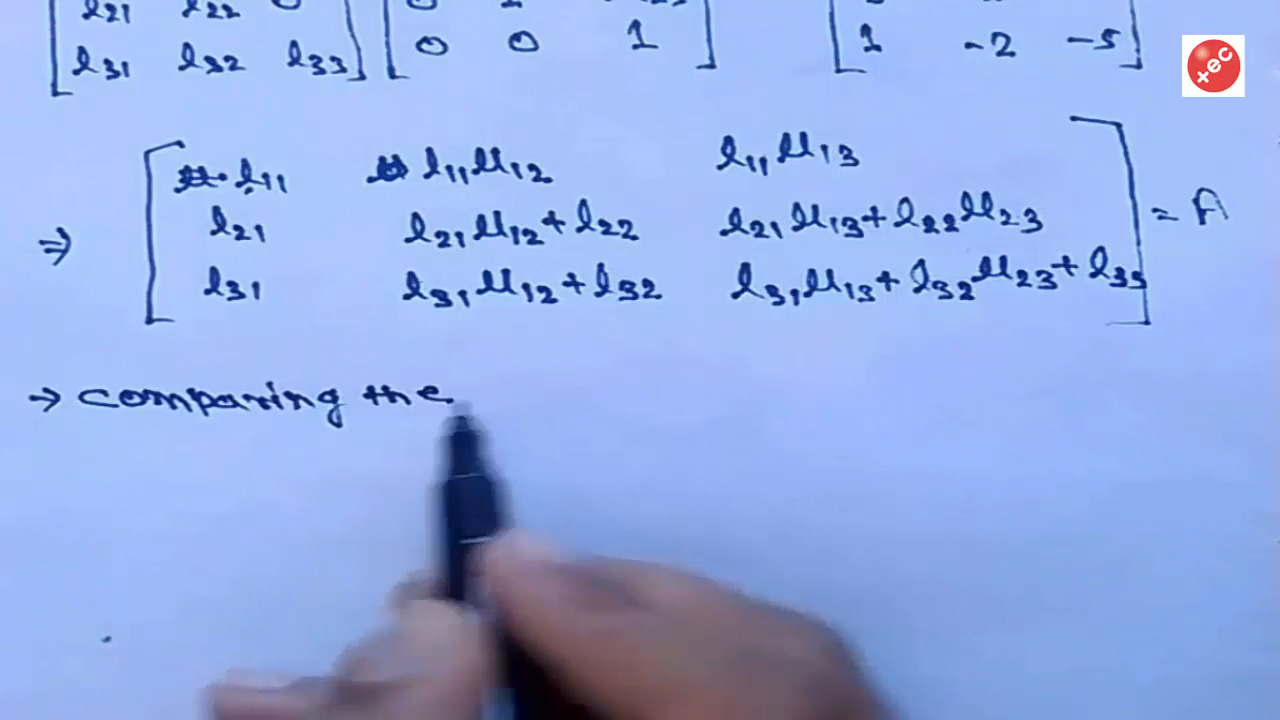 l21 l22
l31 l32 l33 0 0 1 1 -2 -5
⇒ l11 l11u12 l11u13
l21 l21u12+l22 l21u13+l22u23 = A
l31 l31u12+l32 l31u13+l32u23+l33
→ comparing the
tec